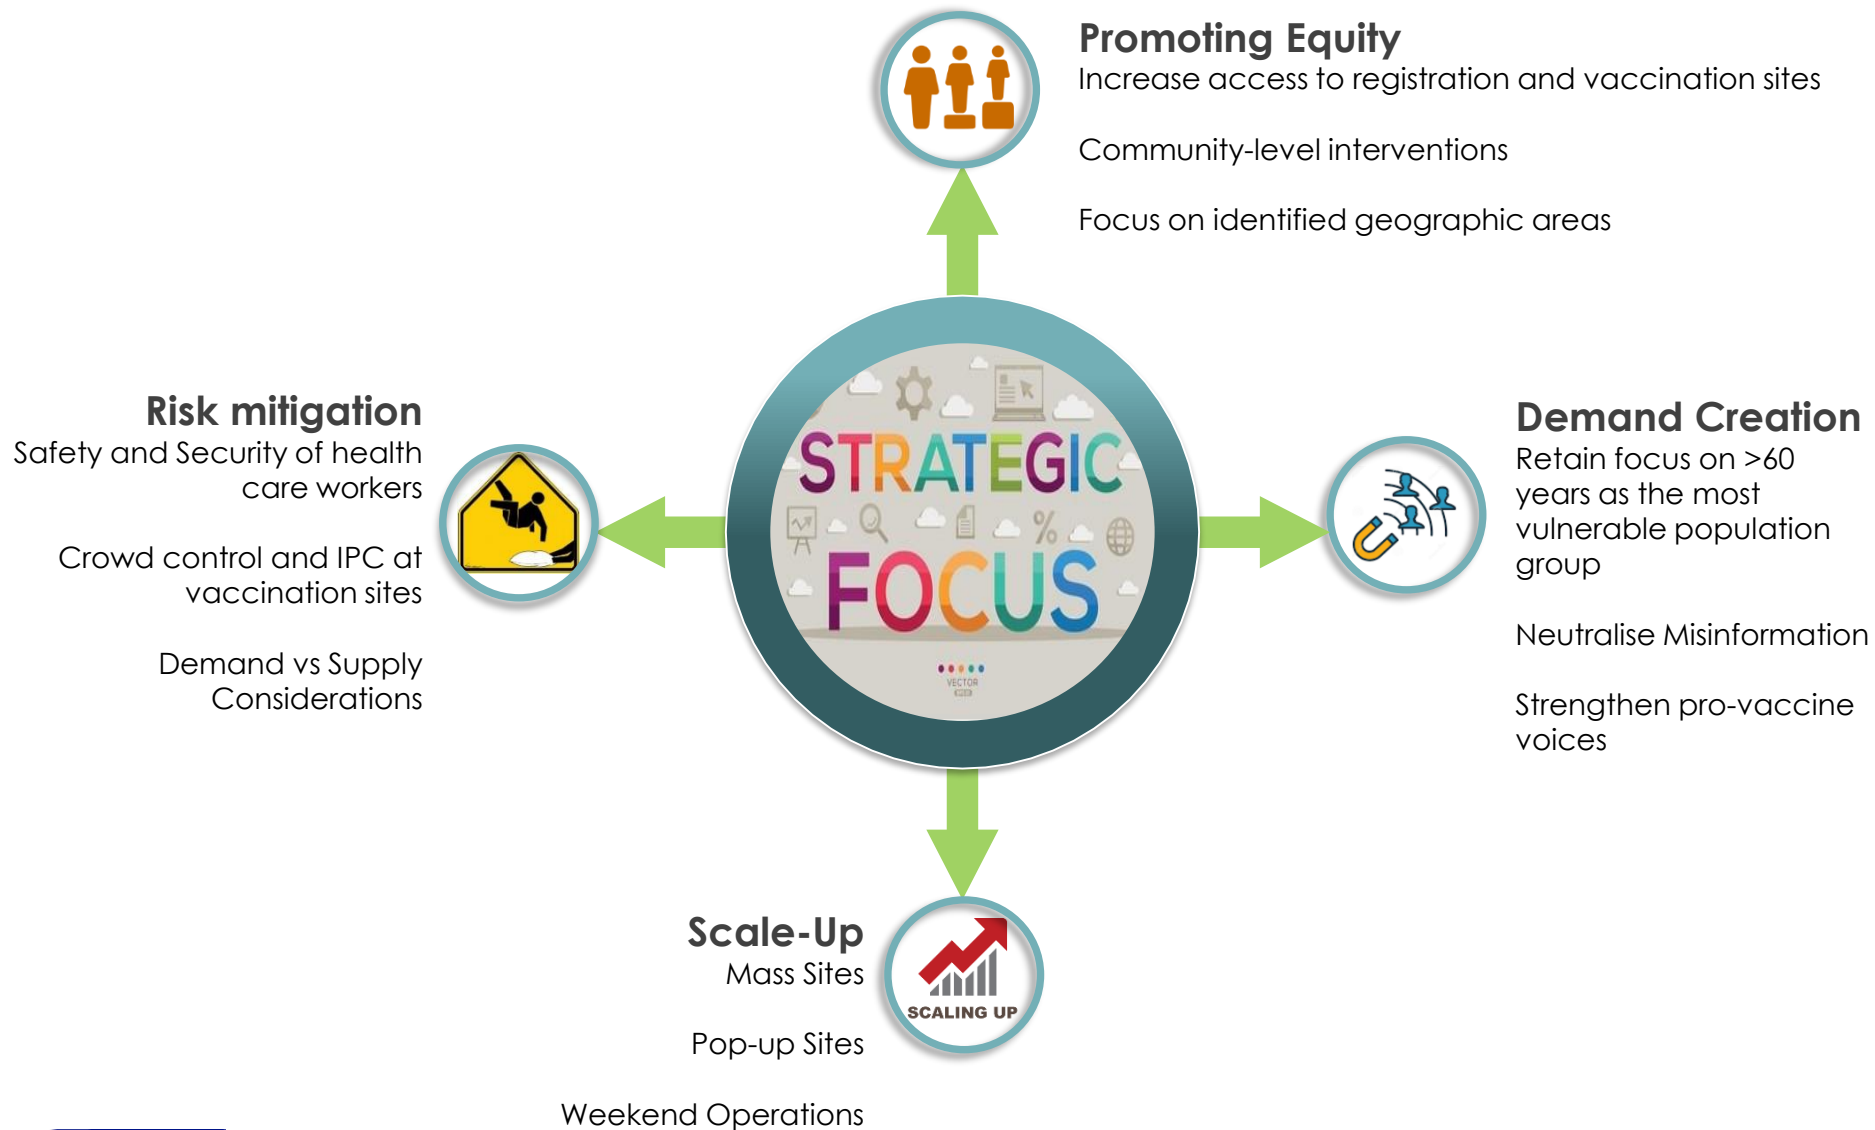 Promoting Equity
Increase access to registration and vaccination sites
Community-level interventions
Focus on identified geographic areas
Risk mitigation
Safety and Security of health
care workers
Crowd control and IPC at
vaccination sites
Demand vs Supply
Considerations
STRATEGIC
%
FOCUS
VECTOR
Demand Creation
Retain focus on >60
years as the most
vulnerable population
group
Neutralise Misinformation
Strengthen pro-vaccine
voices
Scale-Up
Mass Sites
Pop-up Sites
Weekend Operations
SCALING UP